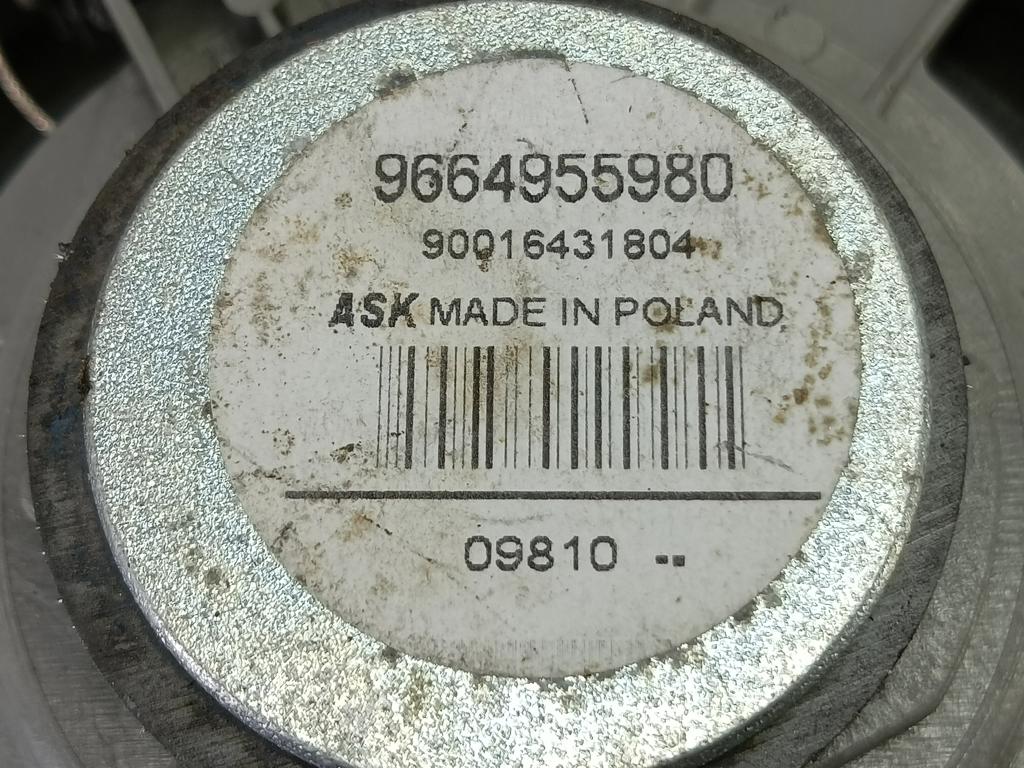 9664955980
90016431804
ASK MADE IN POLAND
09810 --